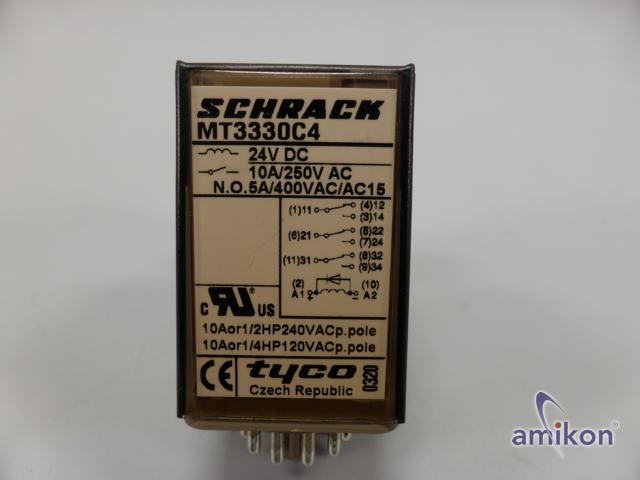 SCHRACK
MT3330C4
24V DC
10A/250V AC
N.O.5A/400VAC/AC15
(1)11 (4)12
(3)14
(6)21 (5)22
(7)24
(11)31 (8)32
(9)34
(2) (10)
A1 + - A2
c RU ® US
10Aor1/2HP240VACp.pole
10Aor1/4HP120VACp.pole
CE tyco
Czech Republic
0320
amikon®